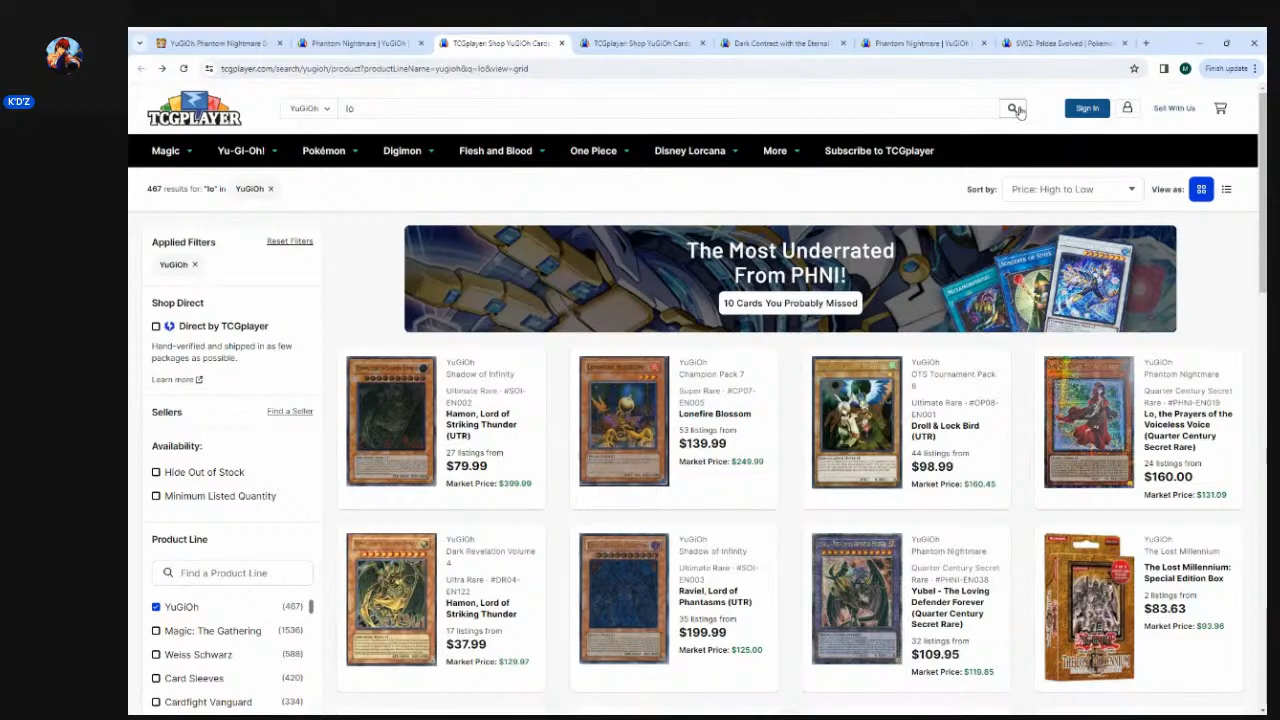 YuGiOh Phantom Nightmare
Phantom Nightmare | YuGiOh
TCGplayer: Shop YuGiOh Cards
TCGplayer: Shop YuGiOh Cards
Dark Contract with the Eternal
Phantom Nightmare | YuGiOh
SV02: Paldea Evolved | Pokemo
tcgplayer.com/search/yugioh/product?productLineName=yugioh&q=lo&view=grid
M
Finish update
K'D'Z
TCGPLAYER
YuGiOh
lo
Sign In
Sell With Us
Magic
Yu-Gi-Oh!
Pokémon
Digimon
Flesh and Blood
One Piece
Disney Lorcana
More
Subscribe to TCGplayer
467 results for: "lo" in
YuGiOh ×
Sort by:
Price: High to Low
View as:
Applied Filters
Reset Filters
YuGiOh ×
Shop Direct
Direct by TCGplayer
Hand-verified and shipped in as few
packages as possible.
Learn more
Sellers
Find a Seller
Availability:
Hide Out of Stock
Minimum Listed Quantity
Product Line
Find a Product Line
YuGiOh (467)
Magic: The Gathering (1536)
Weiss Schwarz (588)
Card Sleeves (420)
Cardfight Vanguard (334)
The Most Underrated
From PHNI!
10 Cards You Probably Missed
YuGiOh
Shadow of Infinity
Ultimate Rare · #SOI-
EN002
Hamon, Lord of
Striking Thunder
(UTR)
27 listings from
$79.99
Market Price: $399.99
YuGiOh
Champion Pack 7
Super Rare · #CP07-
EN005
Lonefire Blossom
53 listings from
$139.99
Market Price: $249.99
YuGiOh
OTS Tournament Pack
8
Ultimate Rare · #OP08-
EN001
Droll & Lock Bird
(UTR)
44 listings from
$98.99
Market Price: $160.45
YuGiOh
Phantom Nightmare
Quarter Century Secret
Rare · #PHNI-EN019
Lo, the Prayers of the
Voiceless Voice
(Quarter Century
Secret Rare)
24 listings from
$160.00
Market Price: $131.09
YuGiOh
Dark Revelation Volume
4
Ultra Rare · #DR04-
EN122
Hamon, Lord of
Striking Thunder
17 listings from
$37.99
Market Price: $129.97
YuGiOh
Shadow of Infinity
Ultimate Rare · #SOI-
EN003
Raviel, Lord of
Phantasms (UTR)
35 listings from
$199.99
Market Price: $125.00
YuGiOh
Phantom Nightmare
Quarter Century Secret
Rare · #PHNI-EN038
Yubel - The Loving
Defender Forever
(Quarter Century
Secret Rare)
32 listings from
$109.95
Market Price: $119.85
YuGiOh
The Lost Millennium
The Lost Millennium:
Special Edition Box
2 listings from
$83.63
Market Price: $93.96